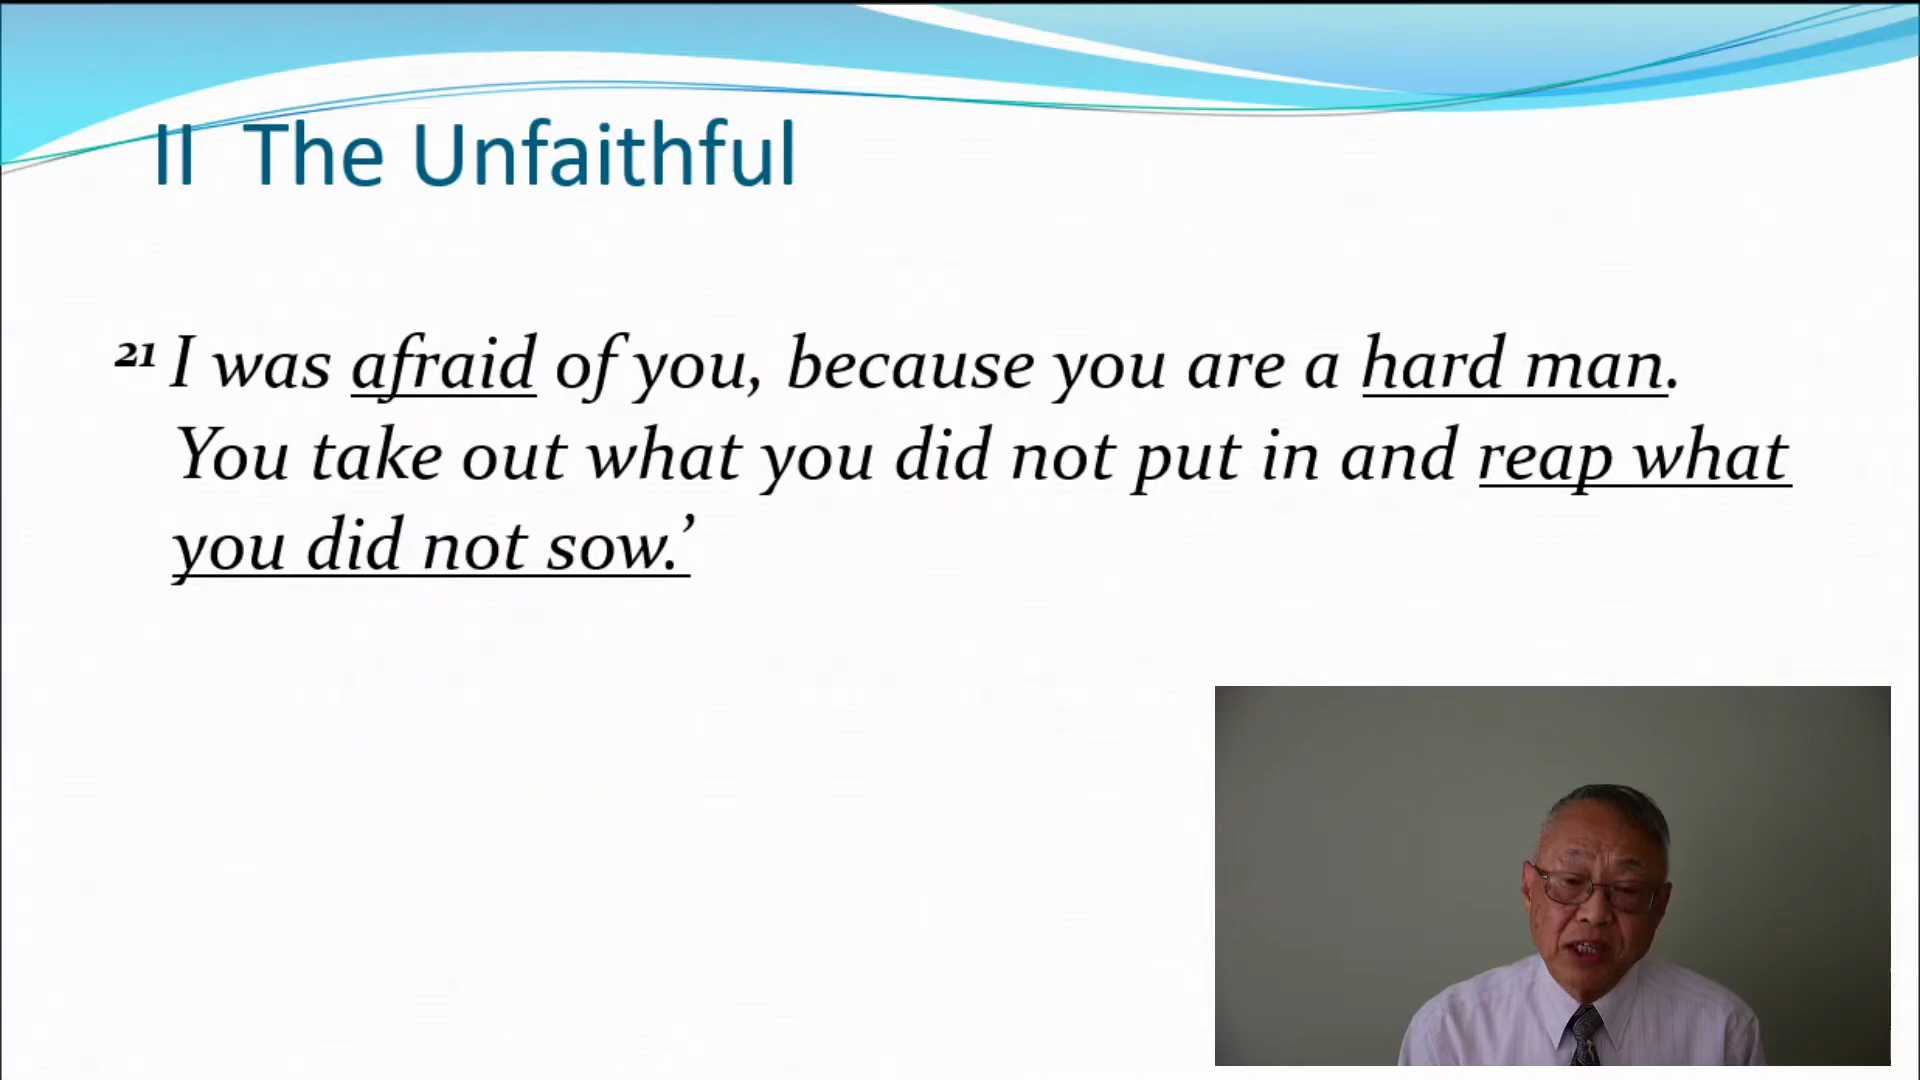 II The Unfaithful
21 I was afraid of you, because you are a hard man.
You take out what you did not put in and reap what
you did not sow.’